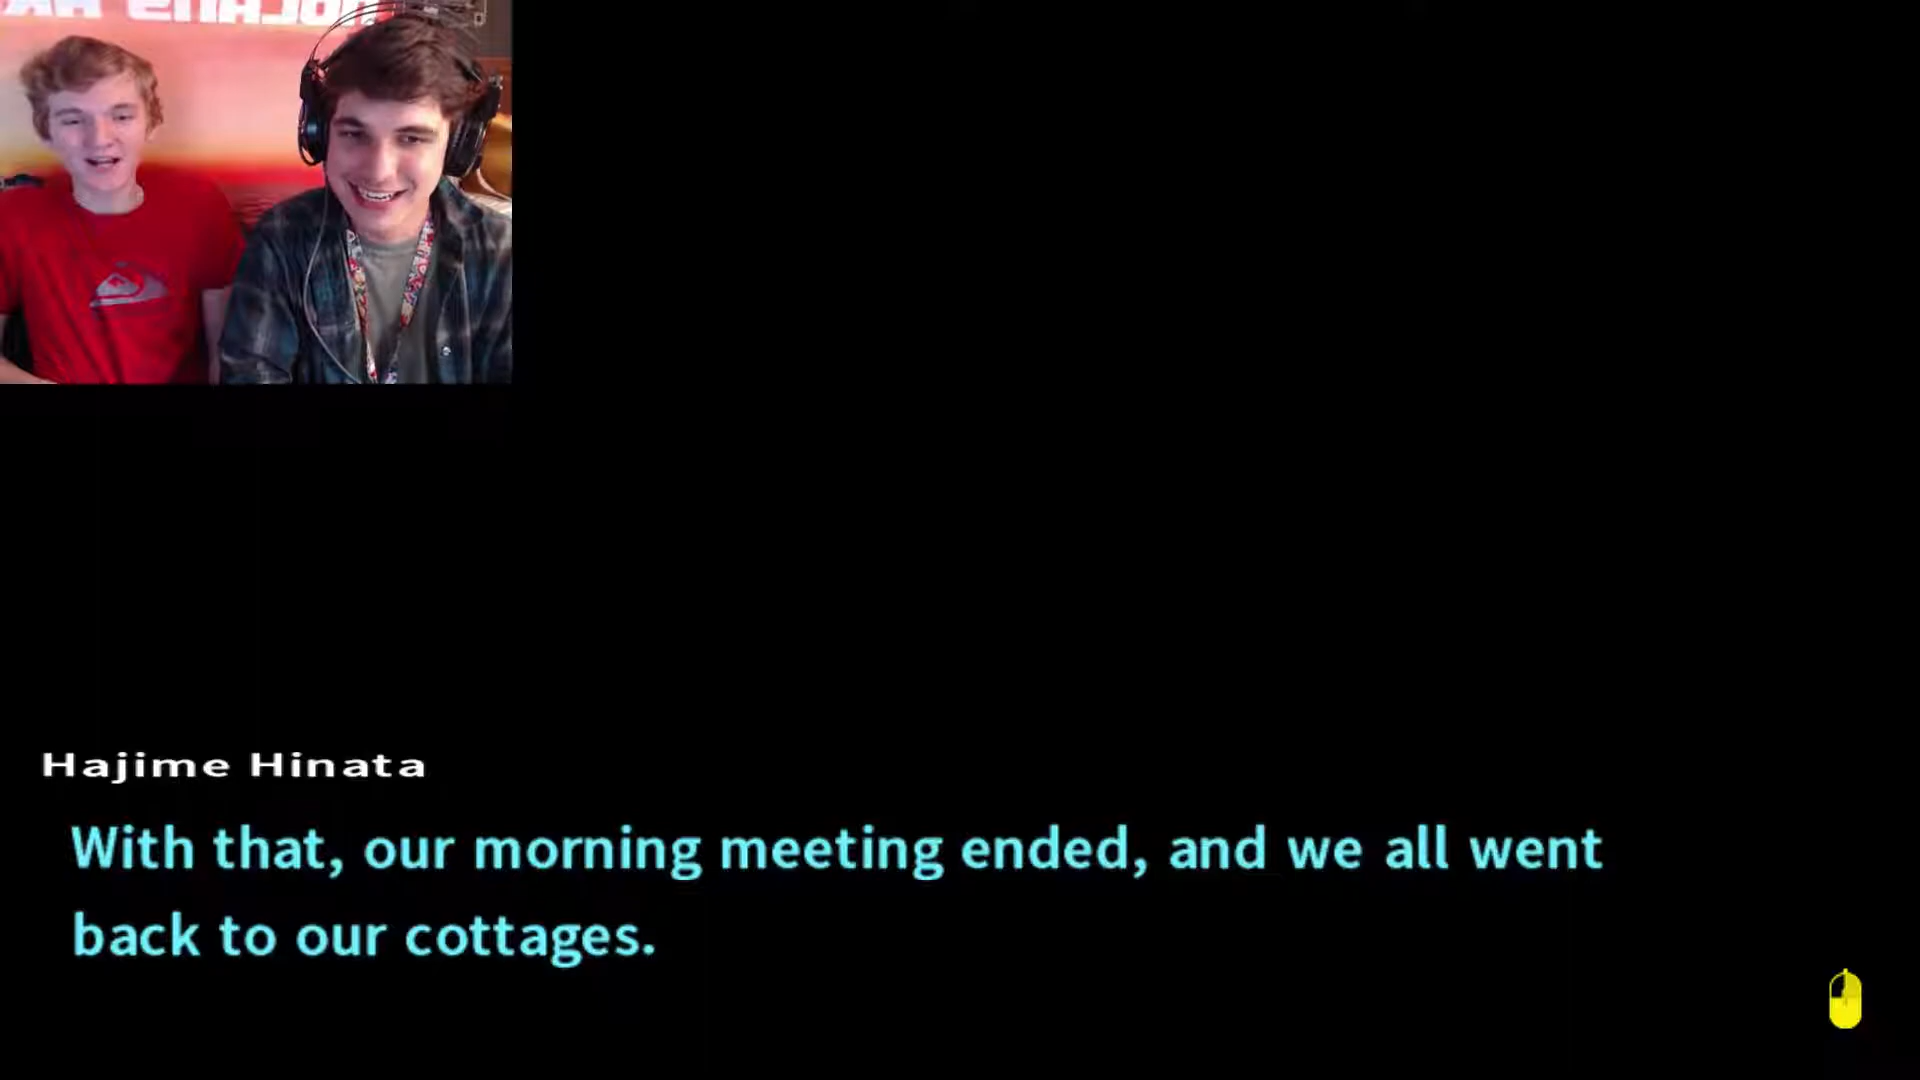 Hajime Hinata
With that, our morning meeting ended, and we all went
back to our cottages.